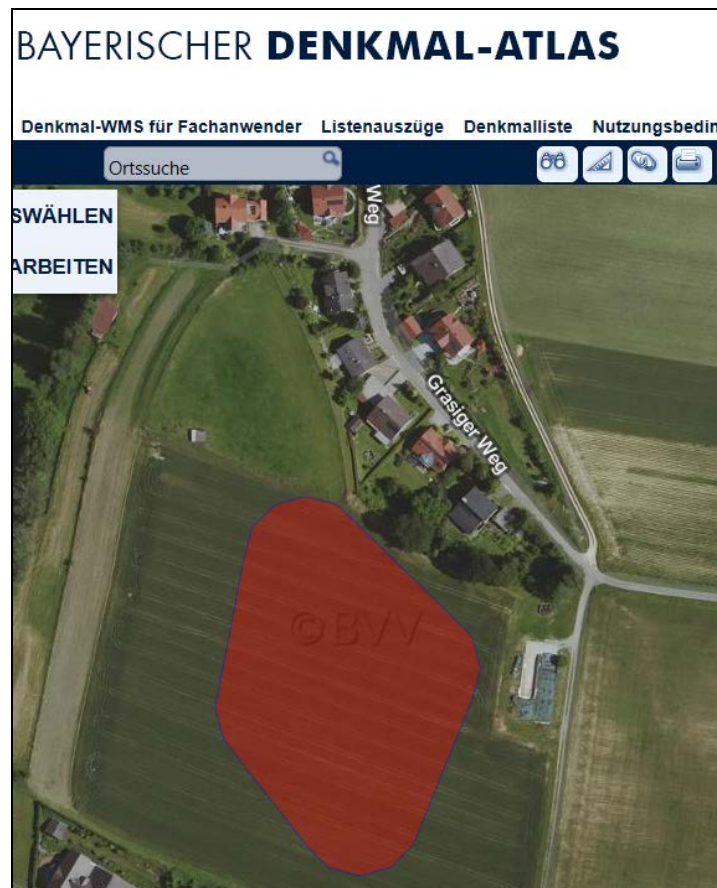 BAYERISCHER DENKMAL-ATLAS
Denkmal-WMS für Fachanwender Listenauszüge Denkmalliste Nutzungsbedin
Ortssuche
SWÄHLEN
ARBEITEN
Weg
Grasiger Weg
©BVV